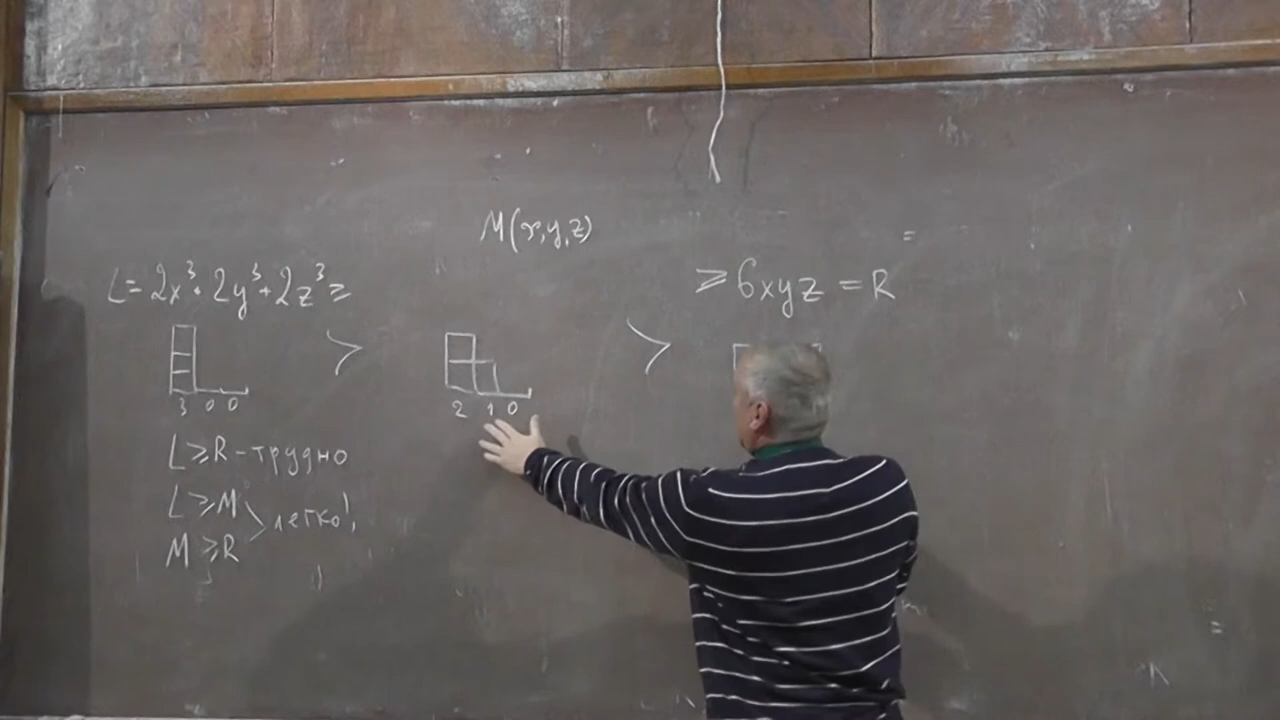 M(x,y,z)
L = 2x³ + 2y³ + 2z³ ≥
≥ 6xyz = R
> >
3 0 0
2 1 0
L ≥ R - трудно
L ≥ M
M ≥ R
> легко!